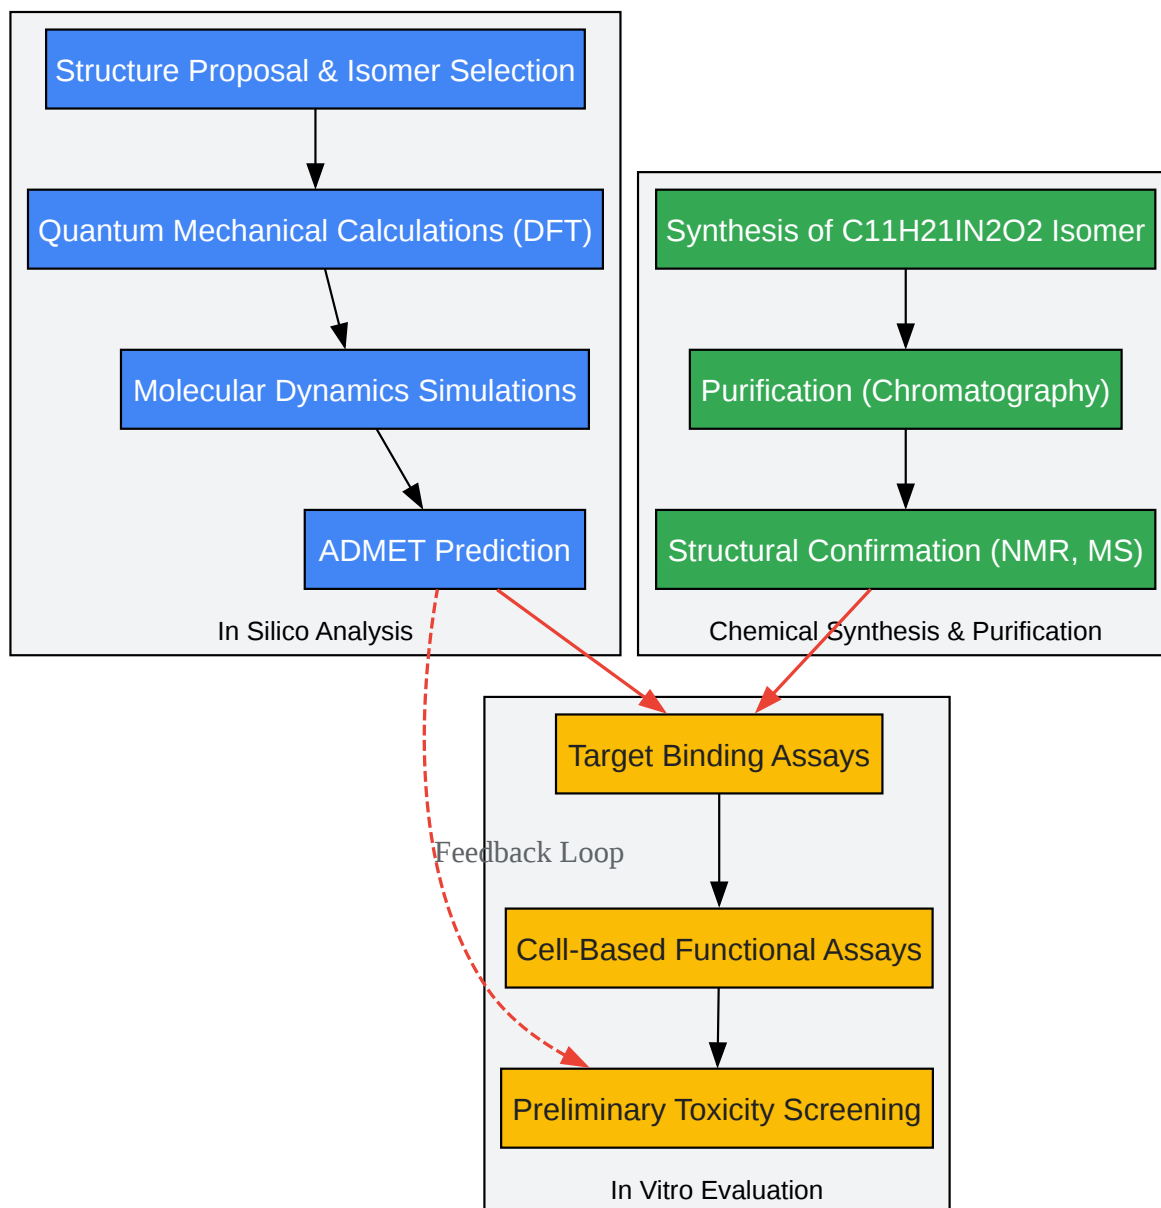 Structure Proposal & Isomer Selection
Quantum Mechanical Calculations (DFT)
Molecular Dynamics Simulations
ADMET Prediction
In Silico Analysis
Synthesis of C11H21IN2O2 Isomer
Purification (Chromatography)
Structural Confirmation (NMR, MS)
Chemical Synthesis & Purification
Target Binding Assays
Feedback Loop
Cell-Based Functional Assays
Preliminary Toxicity Screening
In Vitro Evaluation